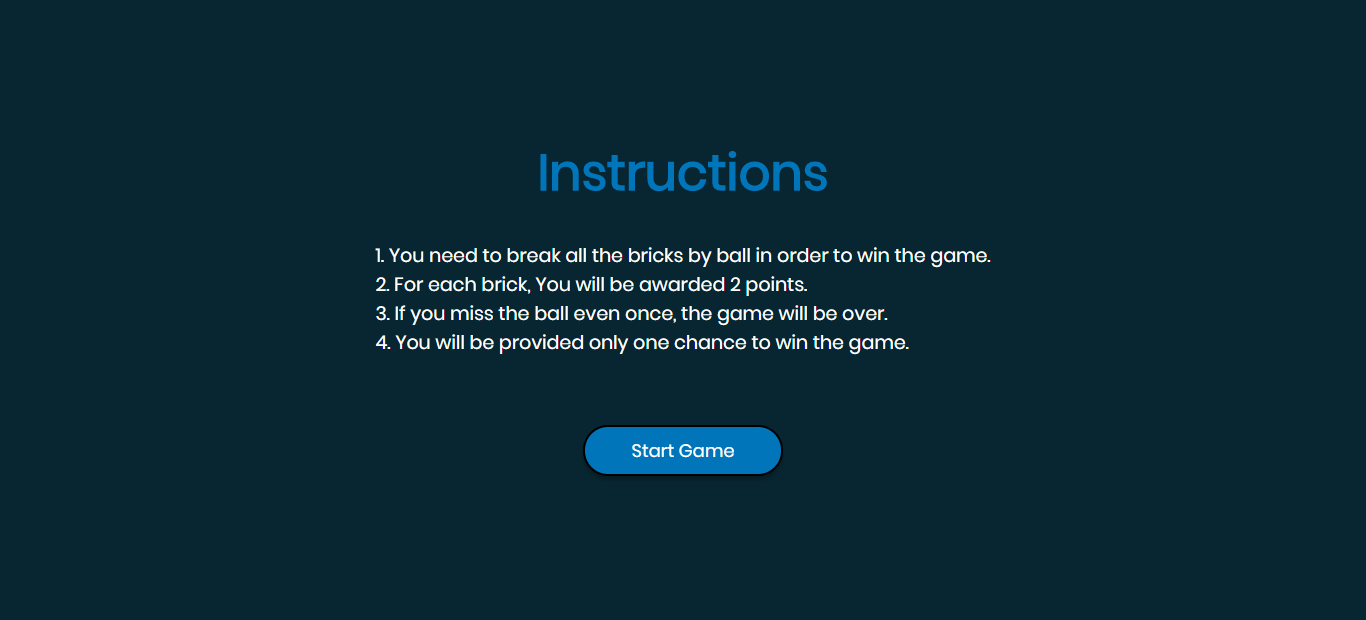 Instructions
1. You need to break all the bricks by ball in order to win the game.
2. For each brick, You will be awarded 2 points.
3. If you miss the ball even once, the game will be over.
4. You will be provided only one chance to win the game.
Start Game